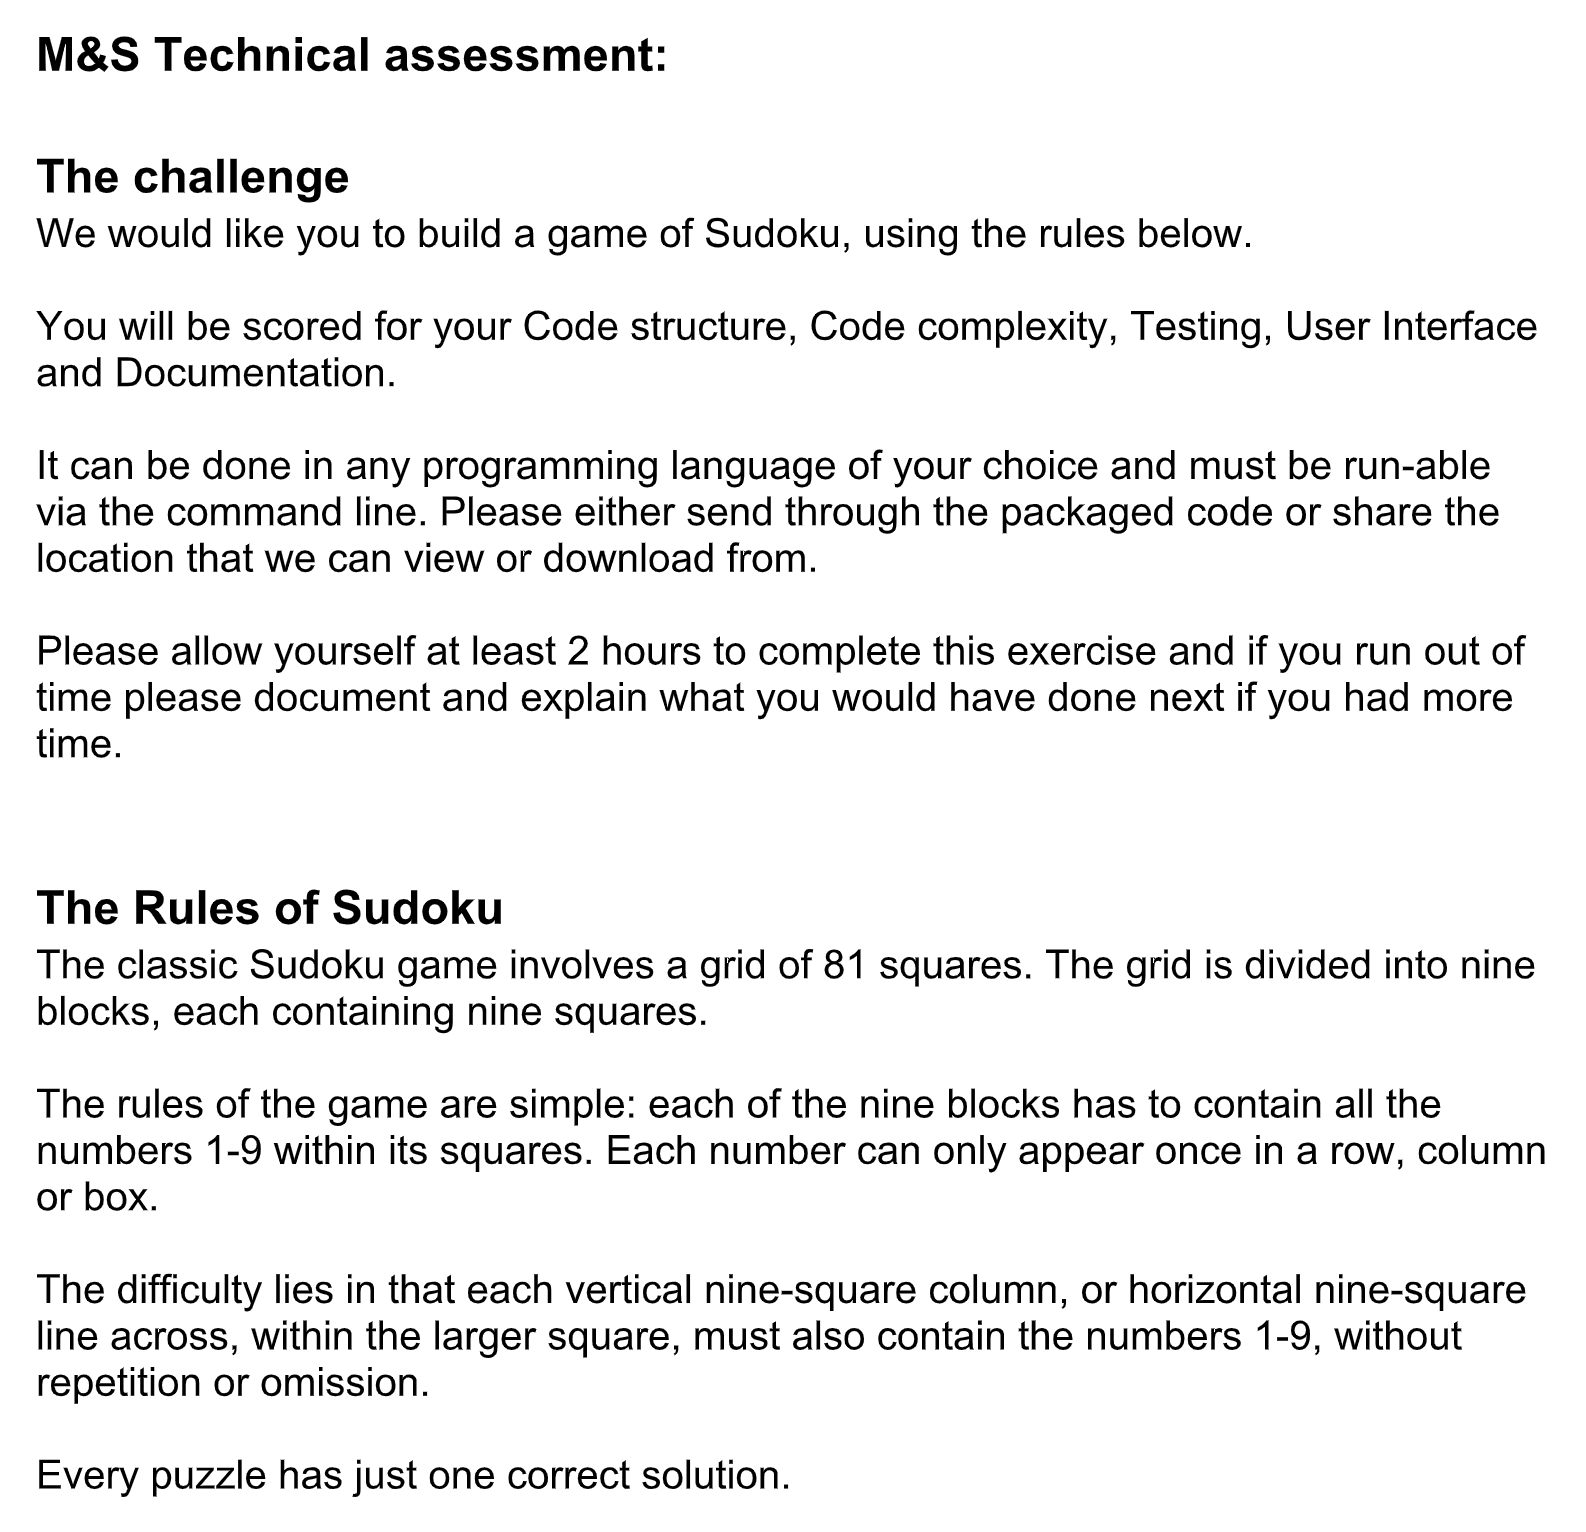 M&S Technical assessment:
The challenge
We would like you to build a game of Sudoku, using the rules below.
You will be scored for your Code structure, Code complexity, Testing, User Interface
and Documentation.
It can be done in any programming language of your choice and must be run-able
via the command line. Please either send through the packaged code or share the
location that we can view or download from.
Please allow yourself at least 2 hours to complete this exercise and if you run out of
time please document and explain what you would have done next if you had more
time.
The Rules of Sudoku
The classic Sudoku game involves a grid of 81 squares. The grid is divided into nine
blocks, each containing nine squares.
The rules of the game are simple: each of the nine blocks has to contain all the
numbers 1-9 within its squares. Each number can only appear once in a row, column
or box.
The difficulty lies in that each vertical nine-square column, or horizontal nine-square
line across, within the larger square, must also contain the numbers 1-9, without
repetition or omission.
Every puzzle has just one correct solution.